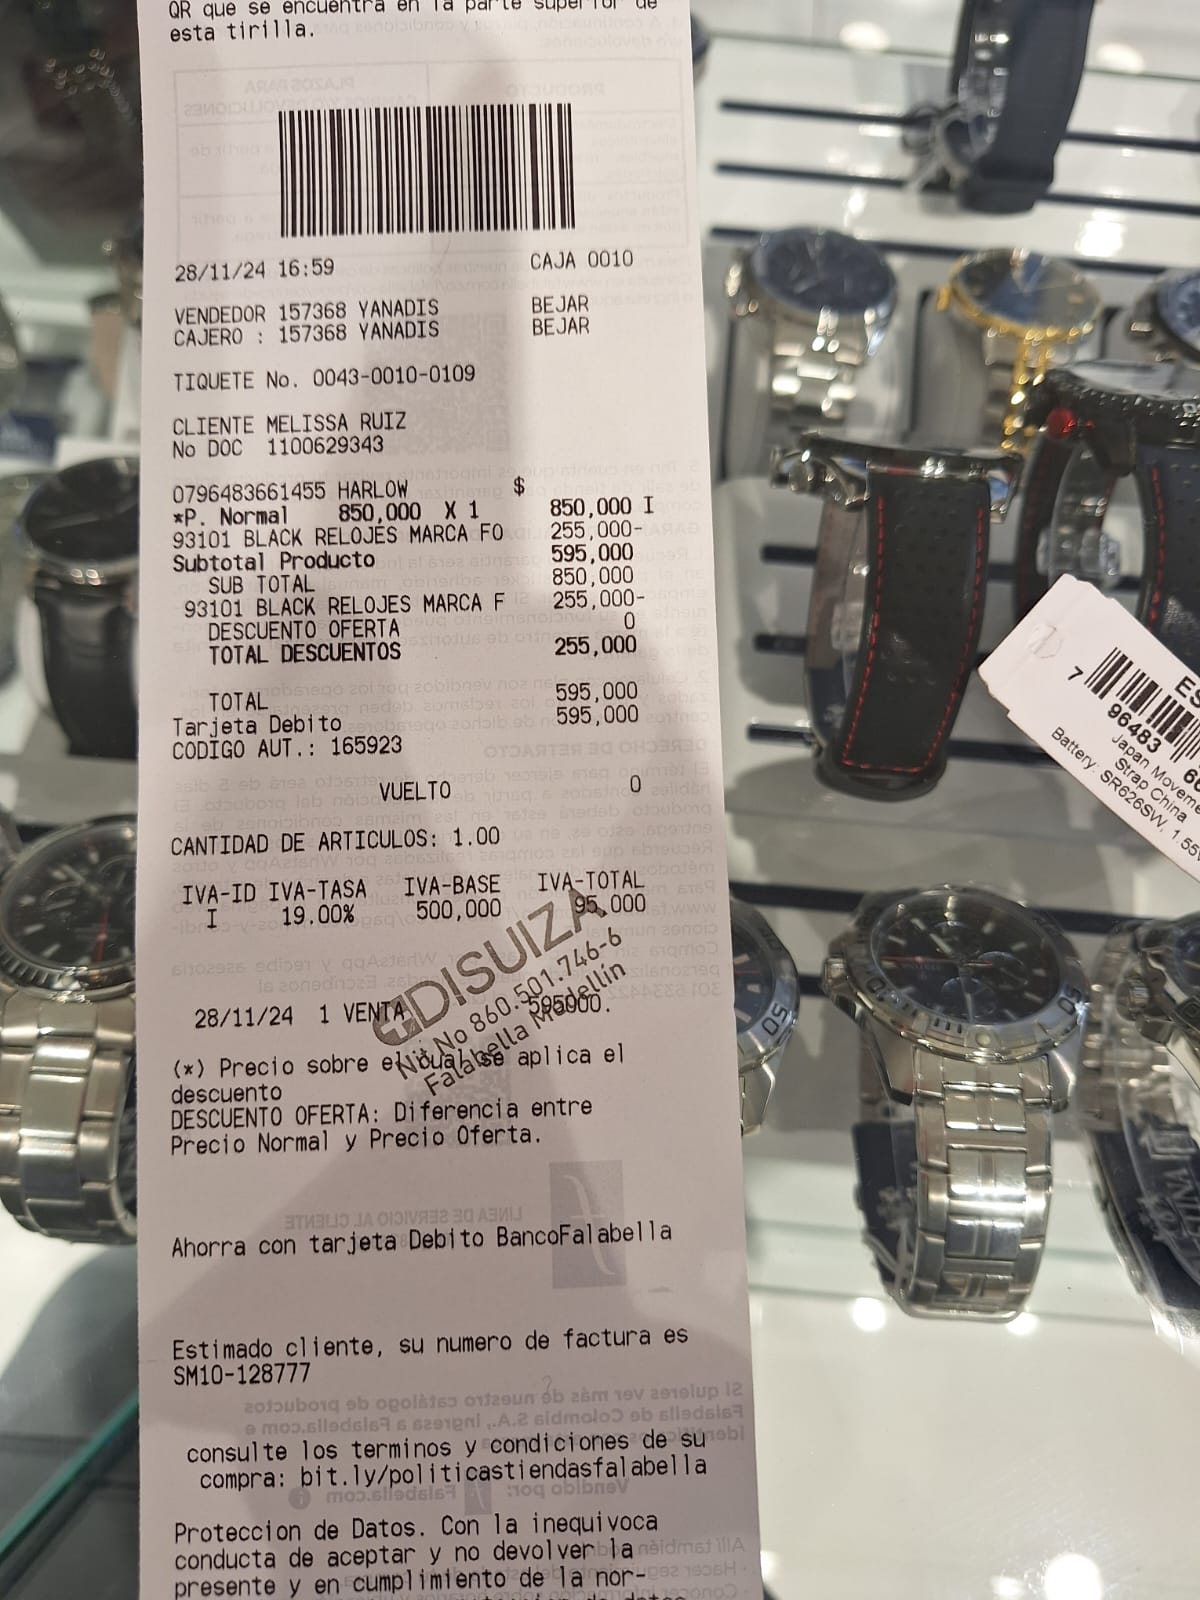 QR que se encuentra en la parte superior de
esta tirilla.
28/11/24 16:59 CAJA 0010
VENDEDOR 157368 YANADIS BEJAR
CAJERO : 157368 YANADIS BEJAR
TIQUETE No. 0043-0010-0109
CLIENTE MELISSA RUIZ
No DOC 1100629343
0796483661455 HARLOW $
*P. Normal 850,000 X 1 850,000 I
93101 BLACK RELOJES MARCA FO 255,000-
Subtotal Producto 595,000
SUB TOTAL 850,000
93101 BLACK RELOJES MARCA F 255,000-
DESCUENTO OFERTA 0
TOTAL DESCUENTOS 255,000
TOTAL 595,000
Tarjeta Debito 595,000
CODIGO AUT.: 165923
VUELTO 0
CANTIDAD DE ARTICULOS: 1.00
IVA-ID IVA-TASA IVA-BASE IVA-TOTAL
I 19.00% 500,000 95,000
DISUIZA
Nit No 860.501.746-6
Falabella Medellin
28/11/24 1 VENTA 595000.
(*) Precio sobre el cual se aplica el
descuento
DESCUENTO OFERTA: Diferencia entre
Precio Normal y Precio Oferta.
Ahorra con tarjeta Debito BancoFalabella
Estimado cliente, su numero de factura es
SM10-128777
consulte los terminos y condiciones de su
compra: bit.ly/politicastiendasfalabella
Proteccion de Datos. Con la inequivoca
conducta de aceptar y no devolver la
presente y en cumplimiento de la nor-
ES
7 96483 66
Japan Moveme
Strap China
Battery: SR626SW, 1.55V
50